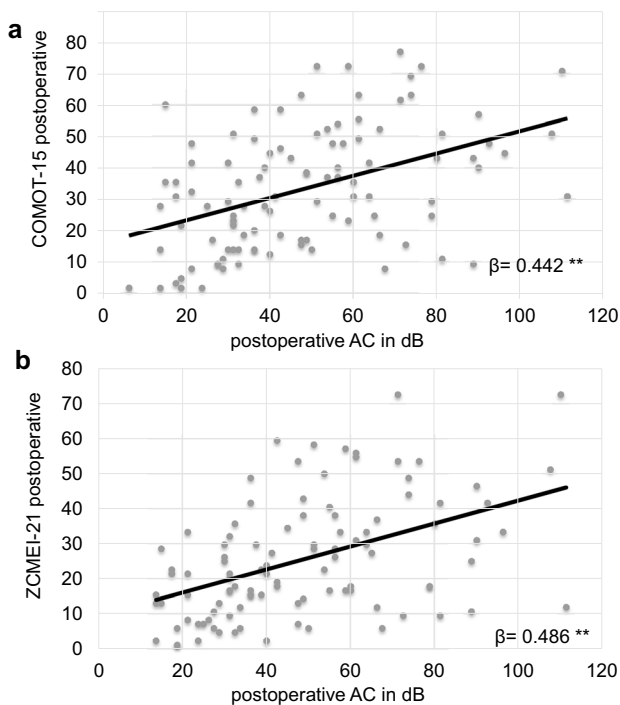 a
COMOT-15 postoperative
80
70
60
50
40
30
20
10
0
0 20 40 60 80 100 120
postoperative AC in dB
β= 0.442 **
b
ZCMEI-21 postoperative
80
70
60
50
40
30
20
10
0
0 20 40 60 80 100 120
postoperative AC in dB
β= 0.486 **